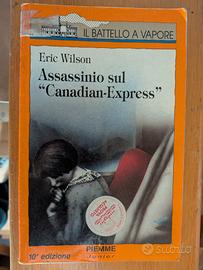 IL BATTELLO A VAPORE
Eric Wilson
Assassinio sul
"Canadian-Express"
PIEMME
Junior
10ª edizione
subito